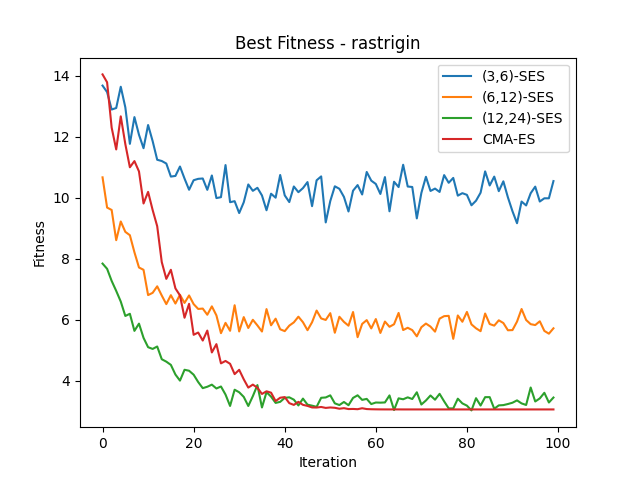 Best Fitness - rastrigin
14
12
10
8
6
4
Fitness
(3,6)-SES
(6,12)-SES
(12,24)-SES
CMA-ES
0
20
40
60
80
100
Iteration